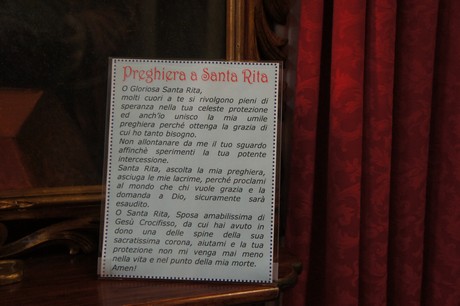 Preghiera a Santa Rita
O Gloriosa Santa Rita,
molti cuori a te si rivolgono pieni di
speranza nella tua celeste protezione
ed anch'io unisco la mia umile
preghiera perchè ottenga la grazia di
cui ho tanto bisogno.
Non allontanare da me il tuo sguardo
affinchè sperimenti la tua potente
intercessione.
Santa Rita, ascolta la mia preghiera,
asciuga le mie lacrime, perché proclami
al mondo che chi vuole grazia e la
domanda a Dio, sicuramente sarà
esaudito.
O Santa Rita, Sposa amabilissima di
Gesù Crocifisso, da cui hai avuto in
dono una delle spine della sua
sacratissima corona, aiutami e la tua
protezione non mi venga mai meno
nella vita e nel punto della mia morte.
Amen!